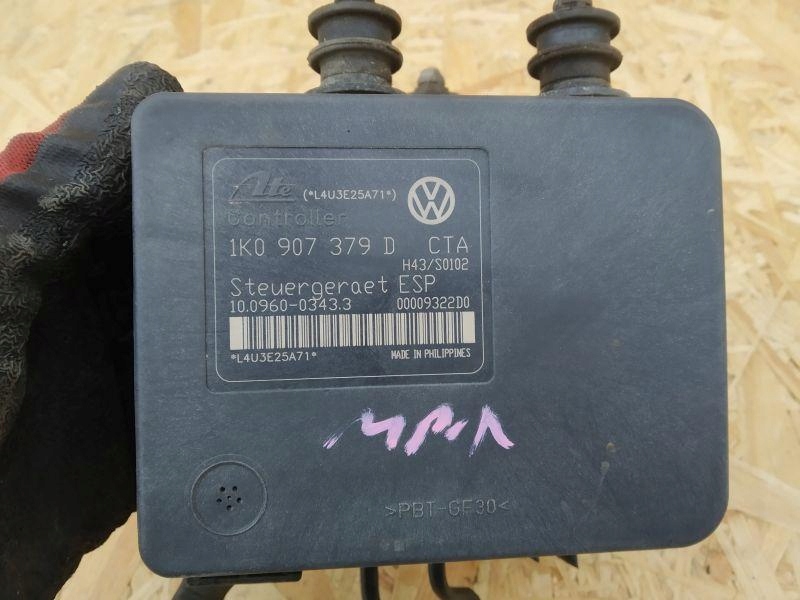 Ate (*L4U3E25A71*)
Controller
1K0 907 379 D CTA
H43/S0102
Steuergeraet ESP
10.0960-0343.3 00009322D0
*L4U3E25A71* MADE IN PHILIPPINES
>PBT-GF30<